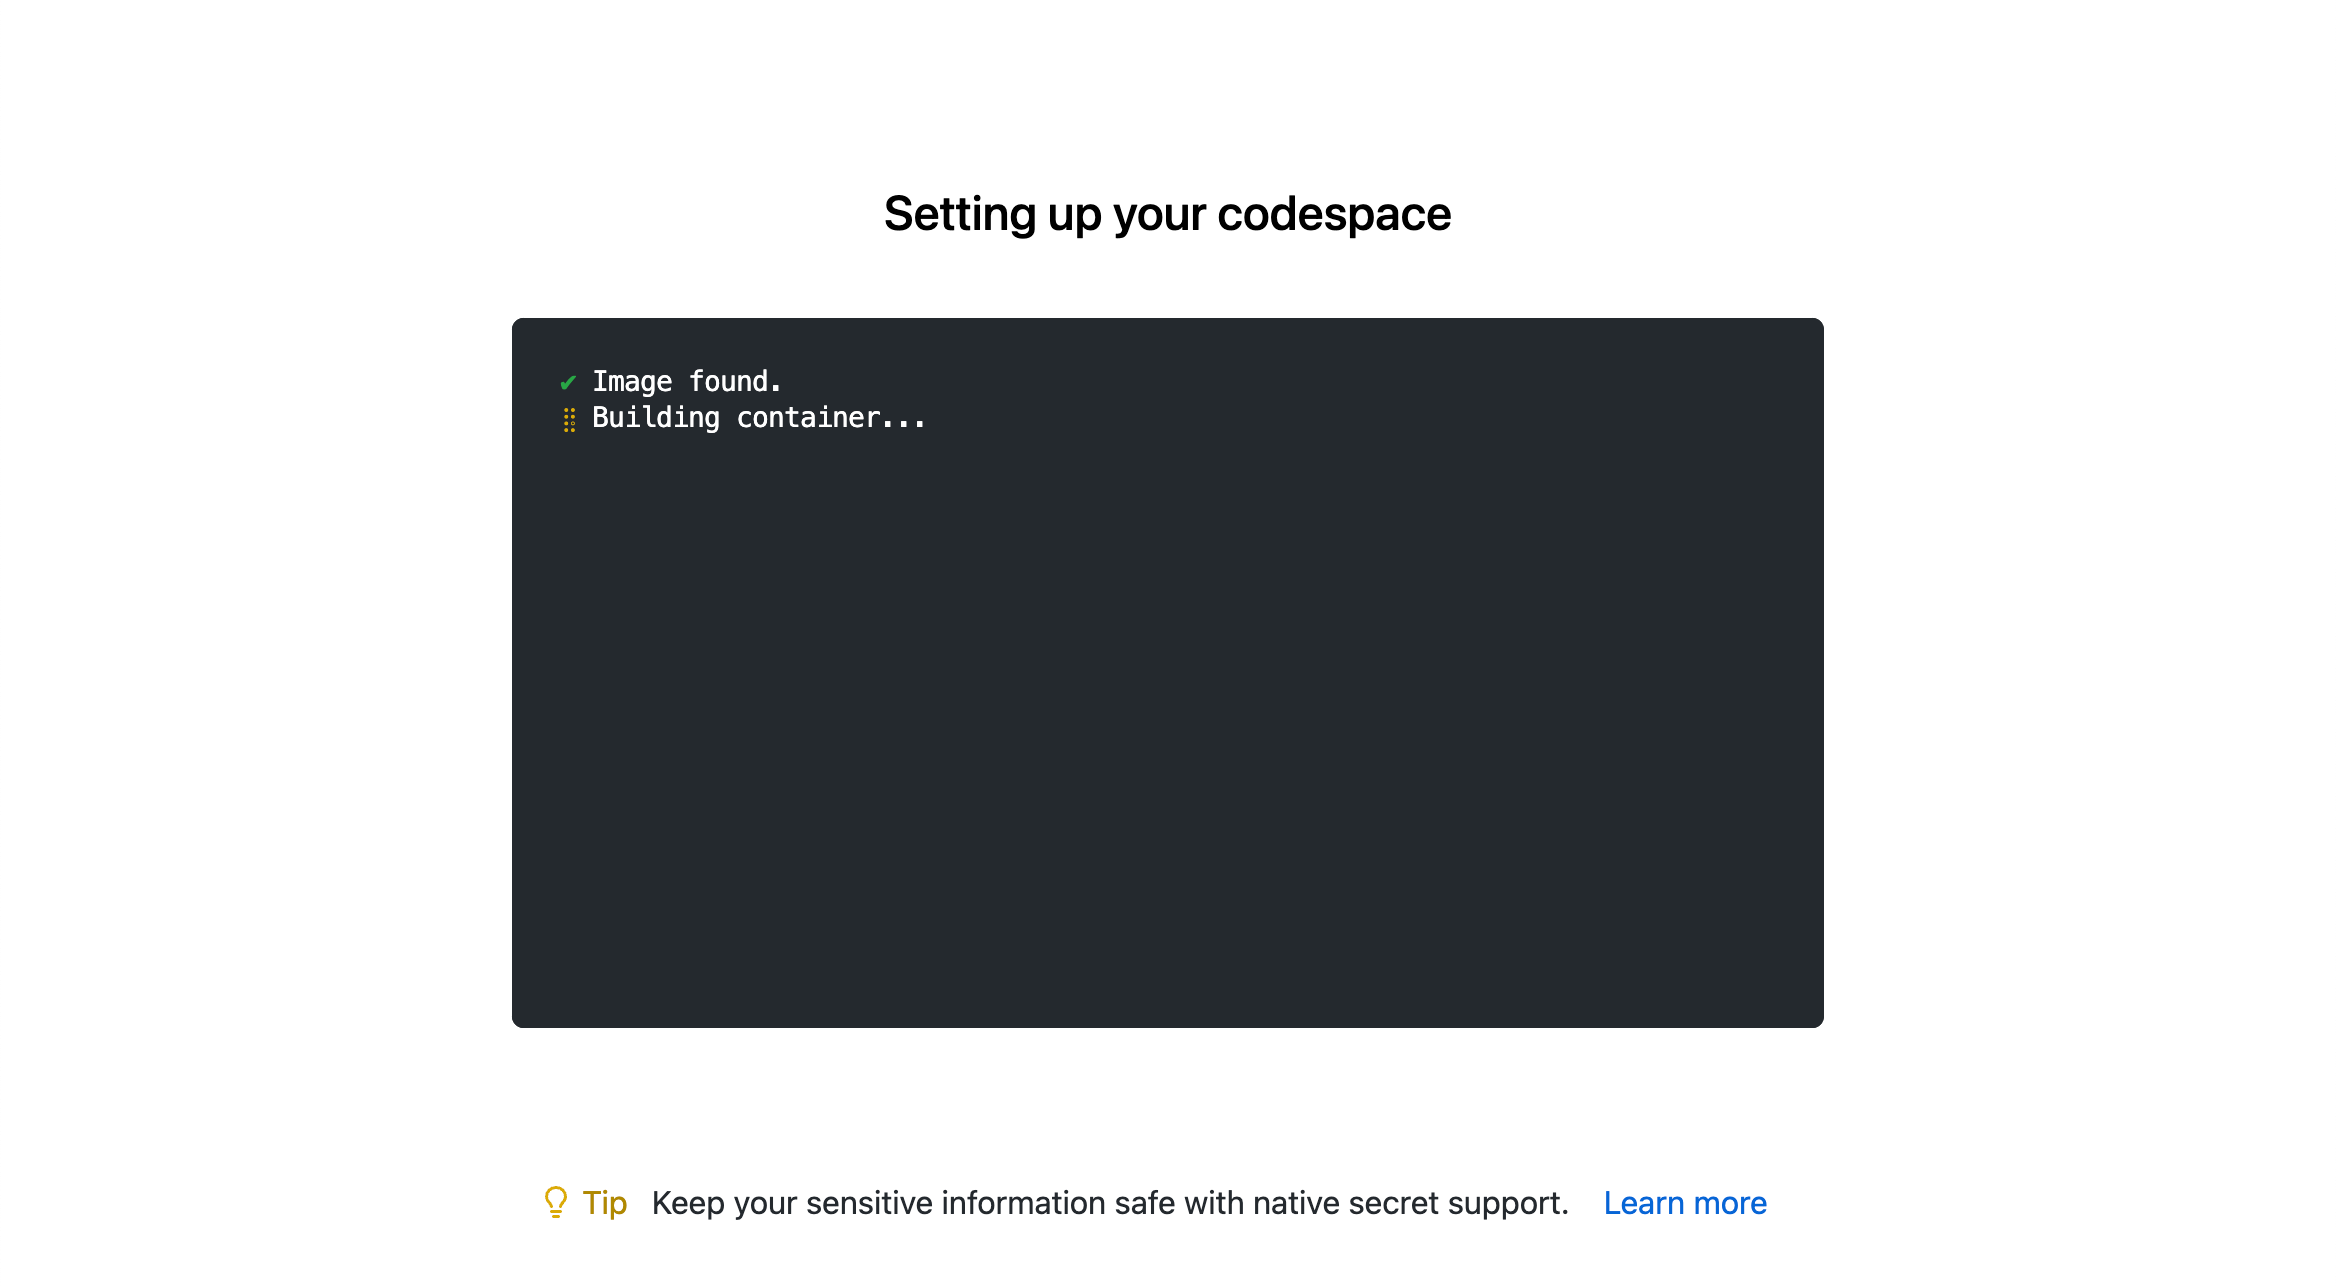 Setting up your codespace
✔ Image found.
⣿ Building container...
Tip Keep your sensitive information safe with native secret support. Learn more